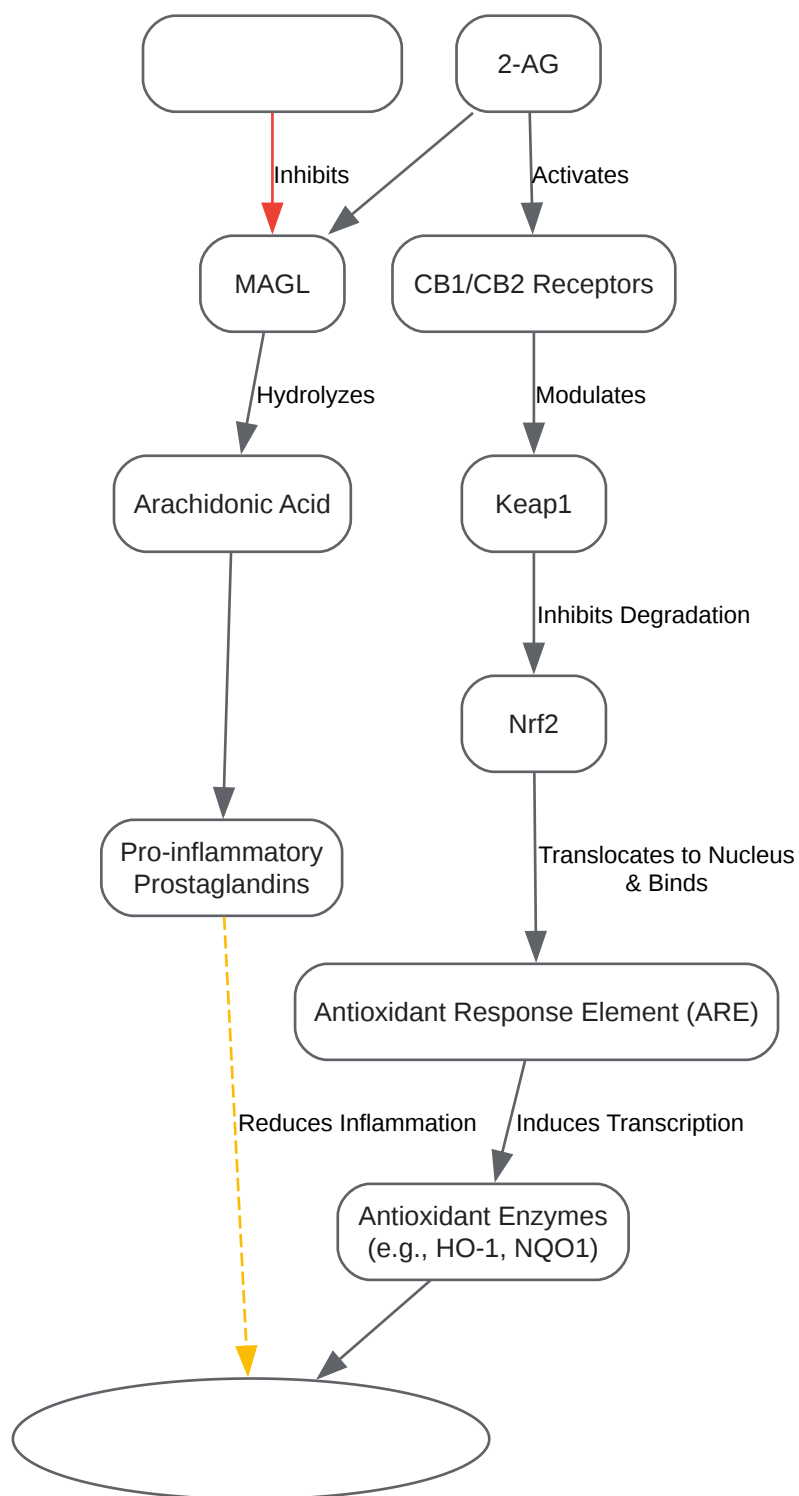 2-AG
Inhibits
Activates
MAGL
CB1/CB2 Receptors
Hydrolyzes
Modulates
Arachidonic Acid
Keap1
Inhibits Degradation
Nrf2
Pro-inflammatory
Prostaglandins
Translocates to Nucleus
& Binds
Antioxidant Response Element (ARE)
Reduces Inflammation
Induces Transcription
Antioxidant Enzymes
(e.g., HO-1, NQO1)